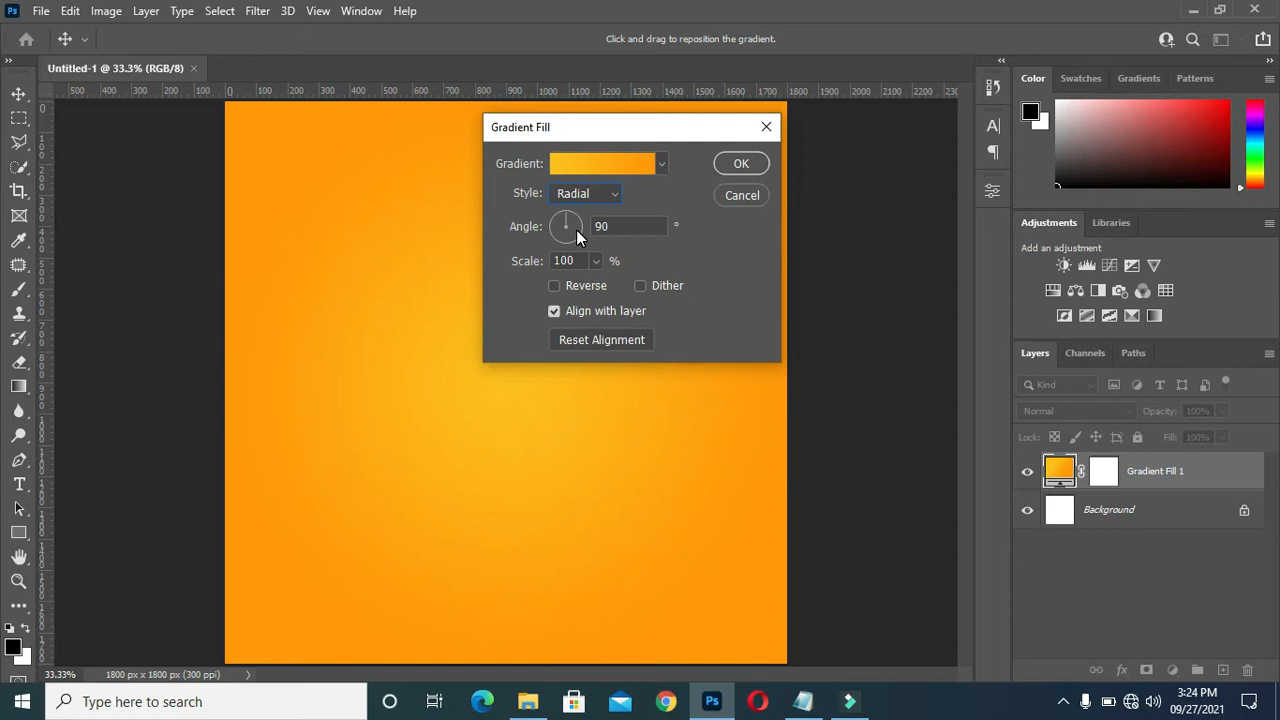 Ps File Edit Image Layer Type Select Filter 3D View Window Help
Click and drag to reposition the gradient.
Untitled-1 @ 33.3% (RGB/8) ×
500 400 300 200 100 0 100 200 300 400 500 600 700 800 900 1000 1100 1200 1300 1400 1500 1600 1700 1800 1900 2000 2100 2200
Gradient Fill
Gradient:
OK
Style: Radial
Cancel
Angle: 90 °
Scale: 100 %
Reverse Dither
Align with layer
Reset Alignment
Color Swatches Gradients Patterns
Adjustments Libraries
Add an adjustment
Layers Channels Paths
Kind
Normal Opacity: 100%
Lock: Fill: 100%
Gradient Fill 1
Background
33.33% 1800 px x 1800 px (300 ppi)
Type here to search
Ps
3:24 PM
09/27/2021